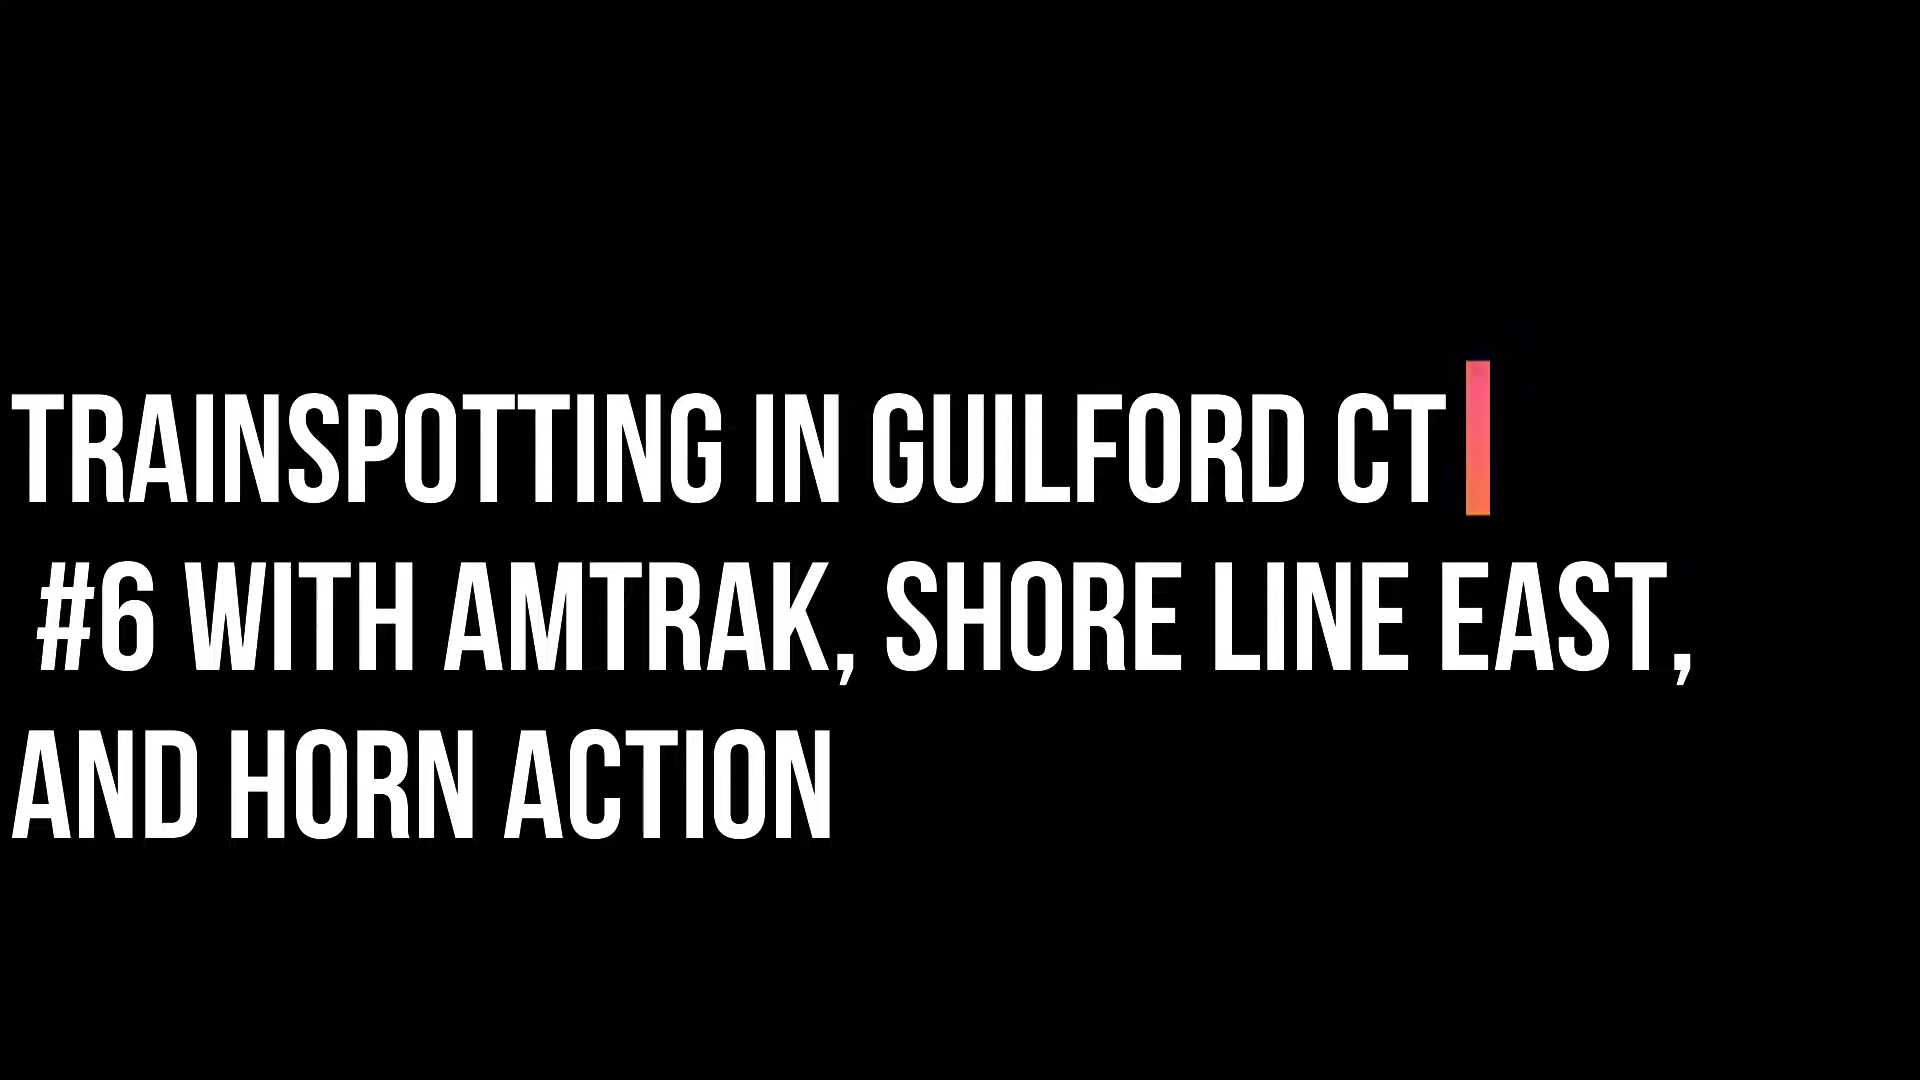 TRAINSPOTTING IN GUILFORD CT
#6 WITH AMTRAK, SHORE LINE EAST,
AND HORN ACTION